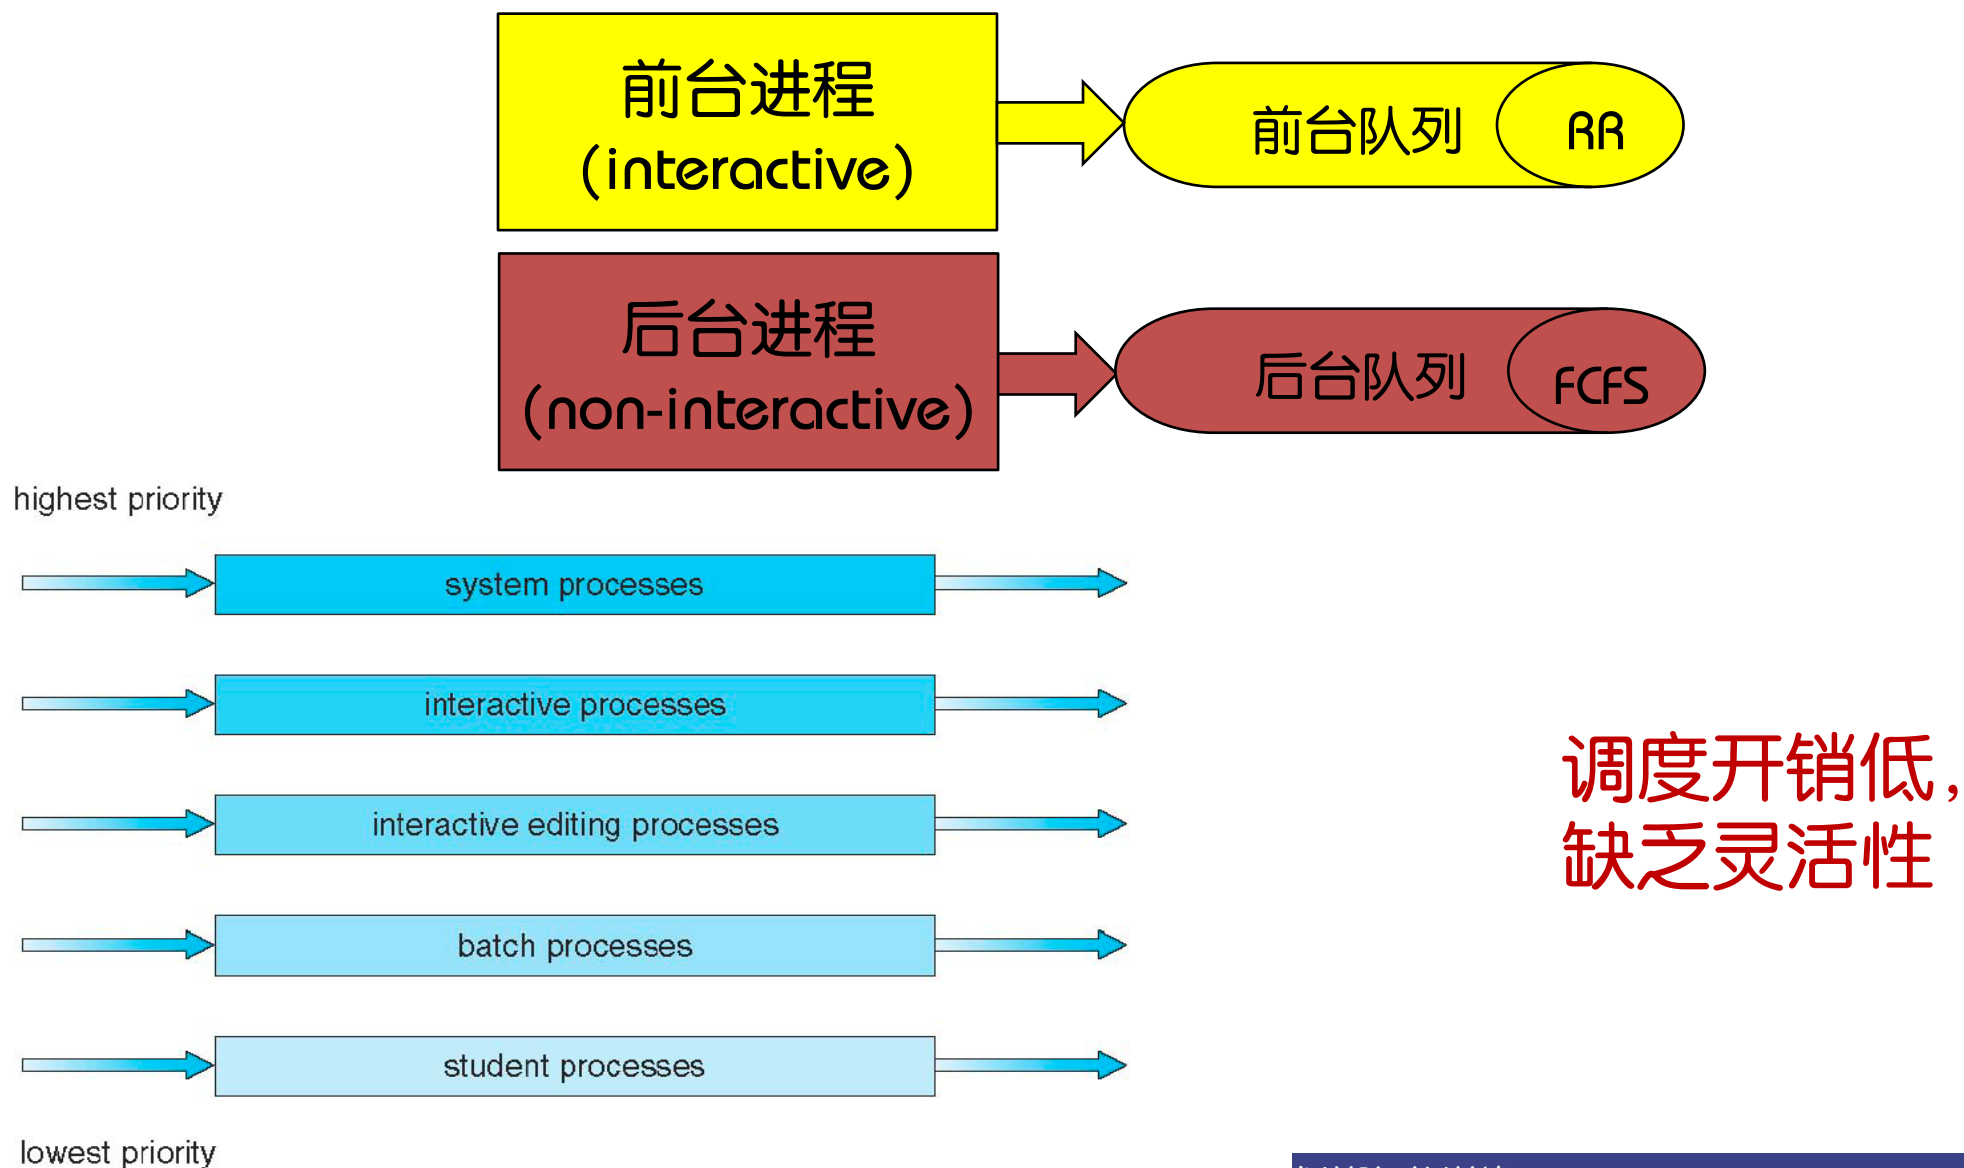 前台进程
(interactive)
前台队列
RR
后台进程
(non-interactive)
后台队列
FCFS
highest priority
system processes
interactive processes
interactive editing processes
batch processes
student processes
lowest priority
调度开销低，
缺乏灵活性